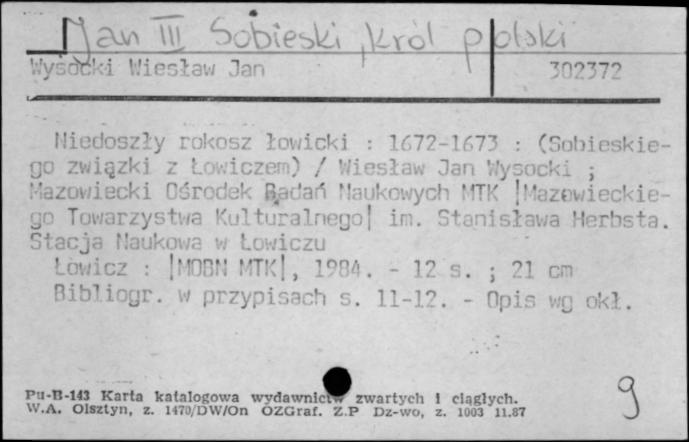 Jan III Sobieski, król polski
Wysocki Wiesław Jan 302372
Niedoszły rokosz łowicki : 1672-1673 : (Sobieskie-
go związki z Łowiczem) / Wiesław Jan Wysocki ;
Mazowiecki Ośrodek Badań Naukowych MTK |Mazowieckie-
go Towarzystwa Kulturalnego| im. Stanisława Herbsta.
Stacja Naukowa w Łowiczu
Łowicz : |MOBN MTK|, 1984. - 12 s. ; 21 cm
Bibliogr. w przypisach s. 11-12. - Opis wg okł.
Pu-B-143 Karta katalogowa wydawnictw zwartych i ciągłych.
W.A. Olsztyn, z. 1470/DW/On OZGraf. Z.P Dz-wo, z. 1003 11.87
9